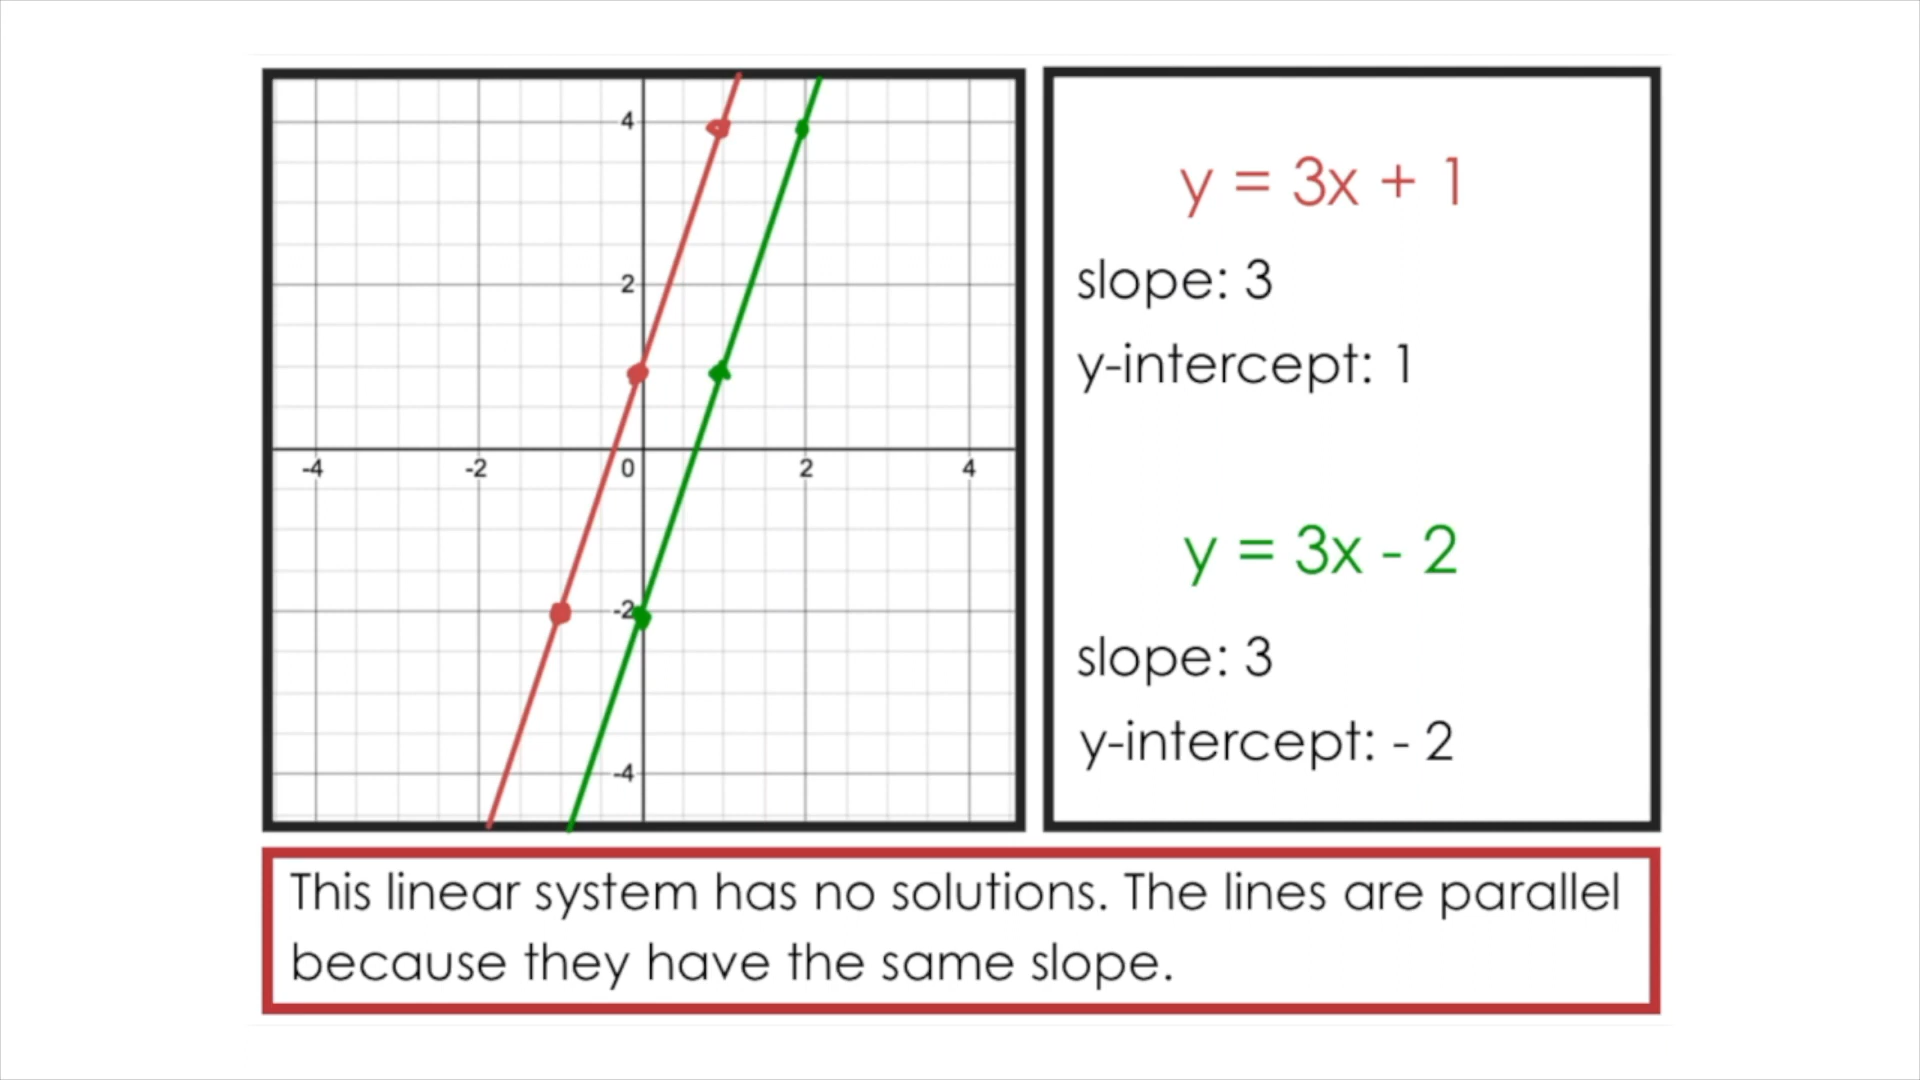 4
2
-4
-2
0
2
4
-2
-4
y = 3x + 1
slope: 3
y-intercept: 1
y = 3x - 2
slope: 3
y-intercept: - 2
This linear system has no solutions. The lines are parallel
because they have the same slope.